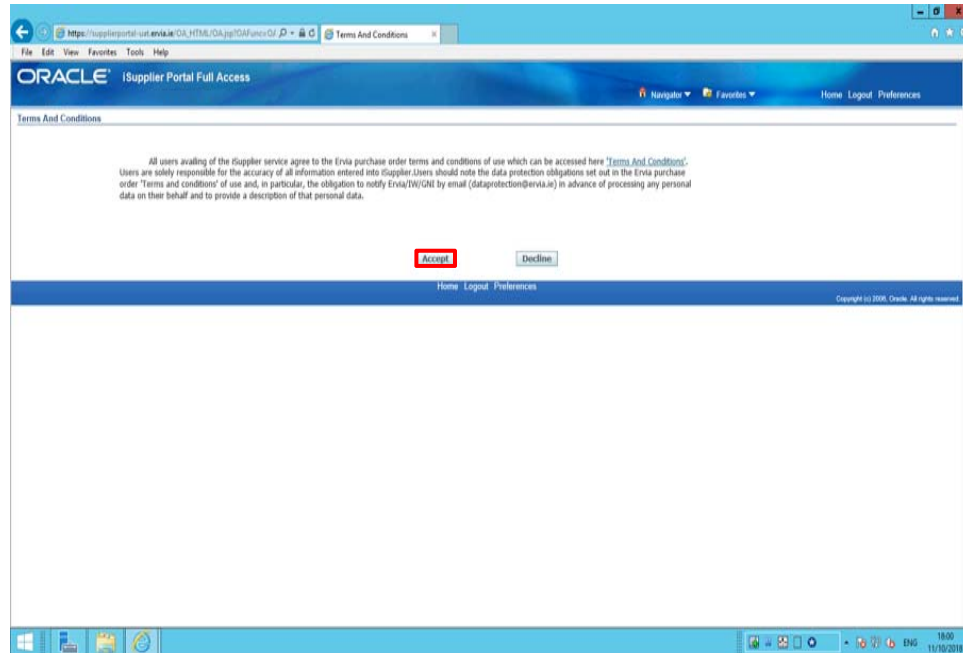 https://supplierportal-uat.ervia.ie/OA_HTML/OA.jsp?OAFunc=OF
Terms And Conditions
File Edit View Favorites Tools Help
ORACLE iSupplier Portal Full Access
Navigator Favorites Home Logout Preferences
Terms And Conditions
All users availing of the iSupplier service agree to the Ervia purchase order terms and conditions of use which can be accessed here 'Terms And Conditions'.
Users are solely responsible for the accuracy of all information entered into iSupplier.Users should note the data protection obligations set out in the Ervia purchase
order 'Terms and conditions' of use and, in particular, the obligation to notify Ervia/IW/GNI by email (dataprotection@ervia.ie) in advance of processing any personal
data on their behalf and to provide a description of that personal data.
Accept Decline
Home Logout Preferences
Copyright (c) 2006, Oracle. All rights reserved.
ENG 18:00
11/10/2018